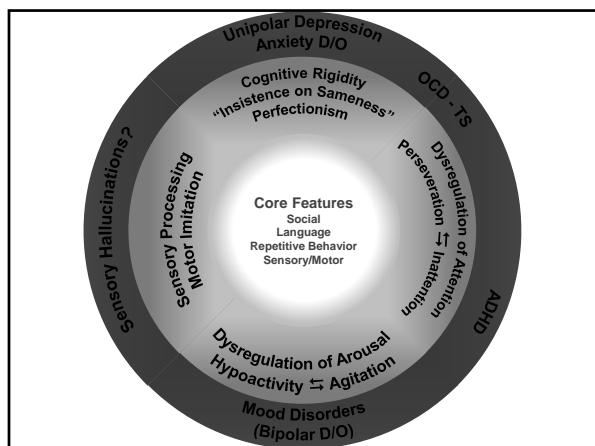 Unipolar Depression
Anxiety D/O
OCD - TS
Cognitive Rigidity
“Insistence on Sameness”
Perfectionism
Sensory Hallucinations?
Sensory Processing
Motor Imitation
Core Features
Social
Language
Repetitive Behavior
Sensory/Motor
Dysregulation of Attention
Perseveration ⇵ Inattention
ADHD
Dysregulation of Arousal
Hypoactivity ⇆ Agitation
Mood Disorders
(Bipolar D/O)